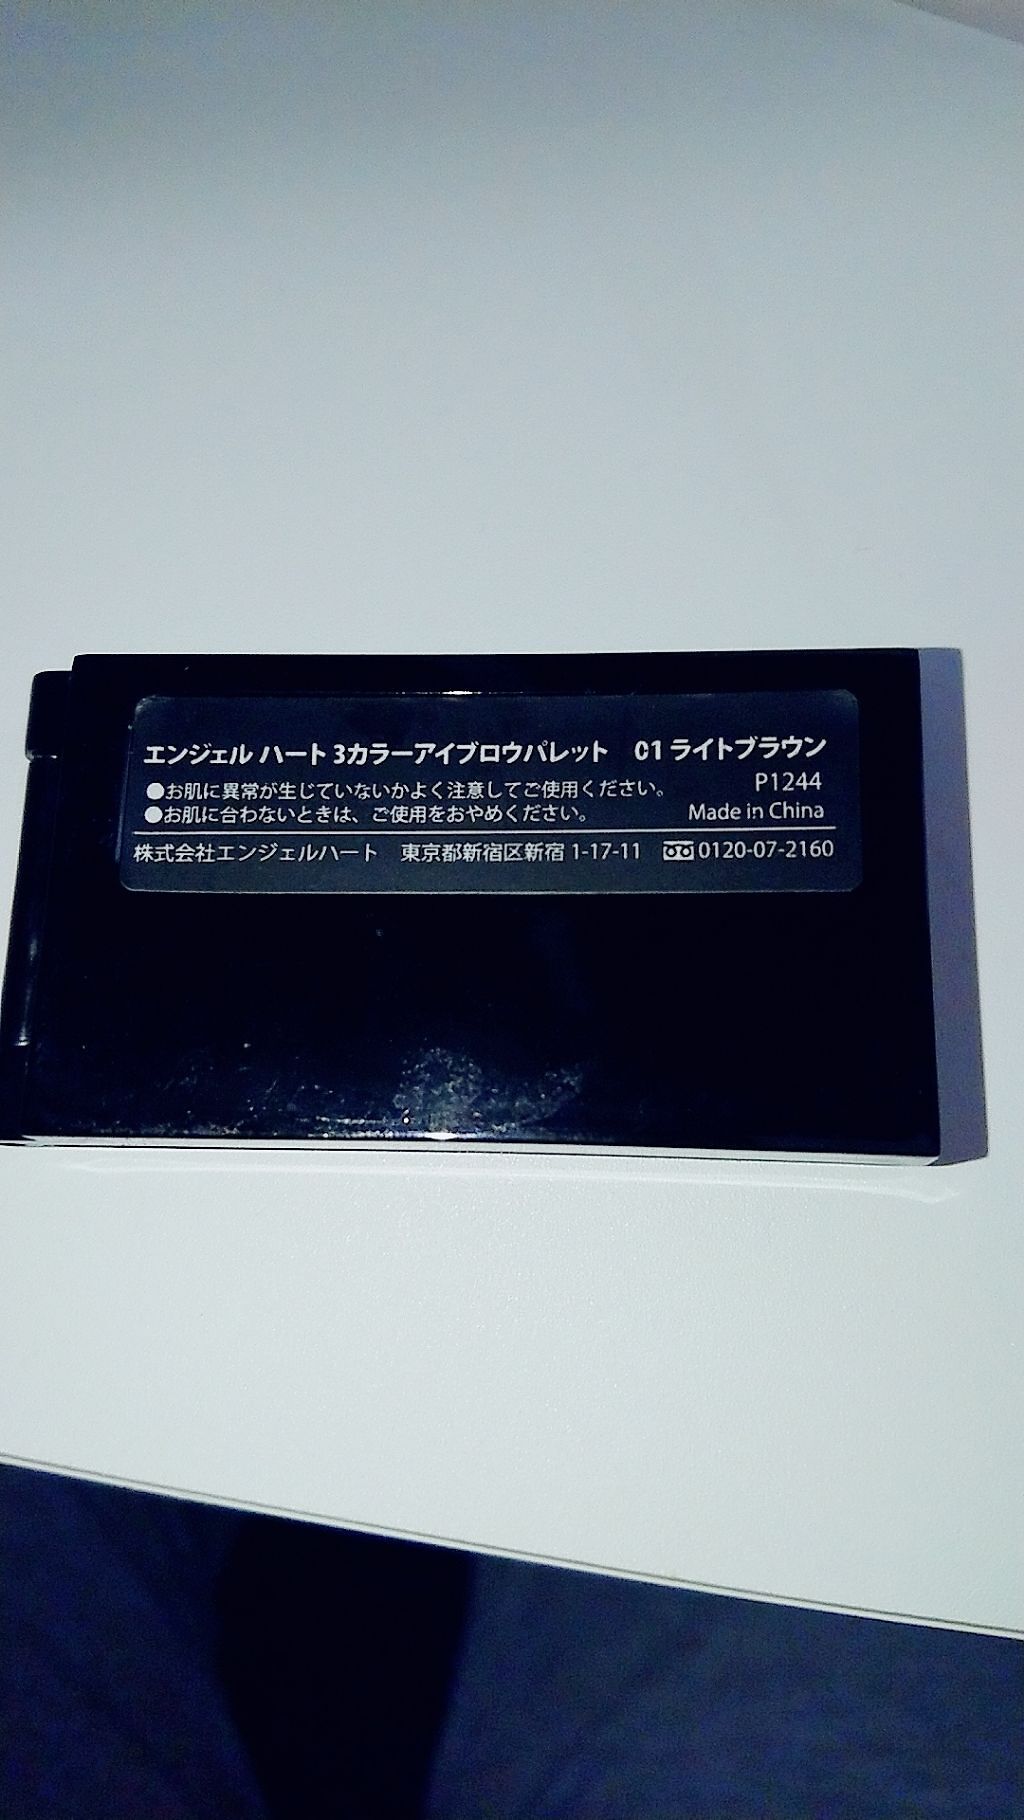 エンジェル ハート 3カラーアイブロウパレット 01 ライトブラウン
●お肌に異常が生じていないかよく注意してご使用ください。 P1244
●お肌に合わないときは、ご使用をおやめください。 Made in China
株式会社エンジェルハート 東京都新宿区新宿 1-17-11 0120-07-2160